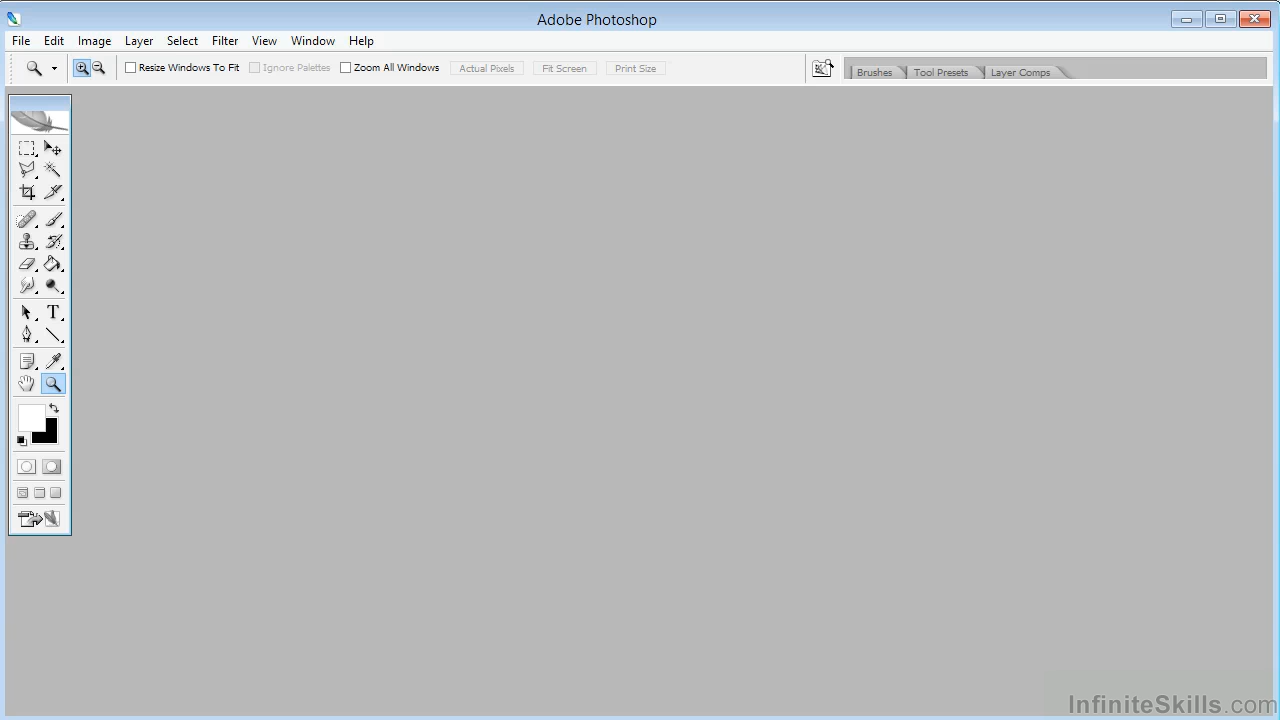 Adobe Photoshop
File Edit Image Layer Select Filter View Window Help
Resize Windows To Fit Ignore Palettes Zoom All Windows Actual Pixels Fit Screen Print Size Brushes Tool Presets Layer Comps
T
InfiniteSkills.com